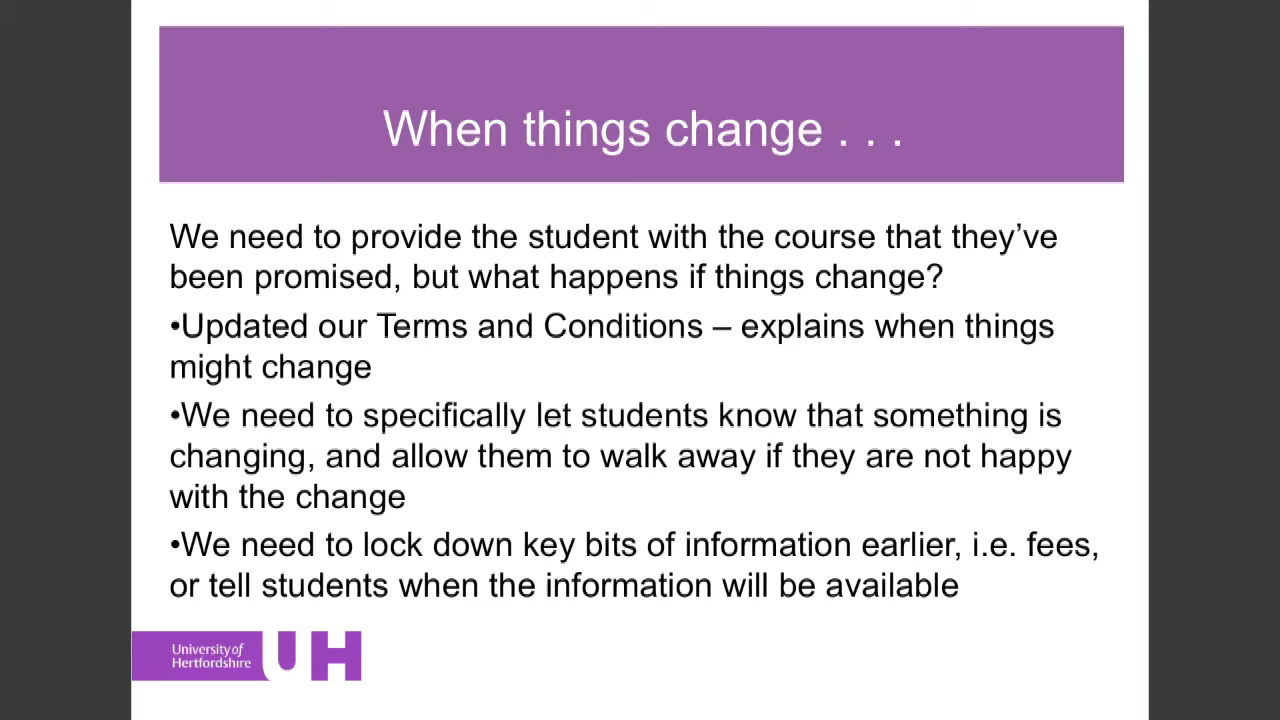 When things change . . .
We need to provide the student with the course that they’ve
been promised, but what happens if things change?
•Updated our Terms and Conditions – explains when things
might change
•We need to specifically let students know that something is
changing, and allow them to walk away if they are not happy
with the change
•We need to lock down key bits of information earlier, i.e. fees,
or tell students when the information will be available
University of
Hertfordshire
UH